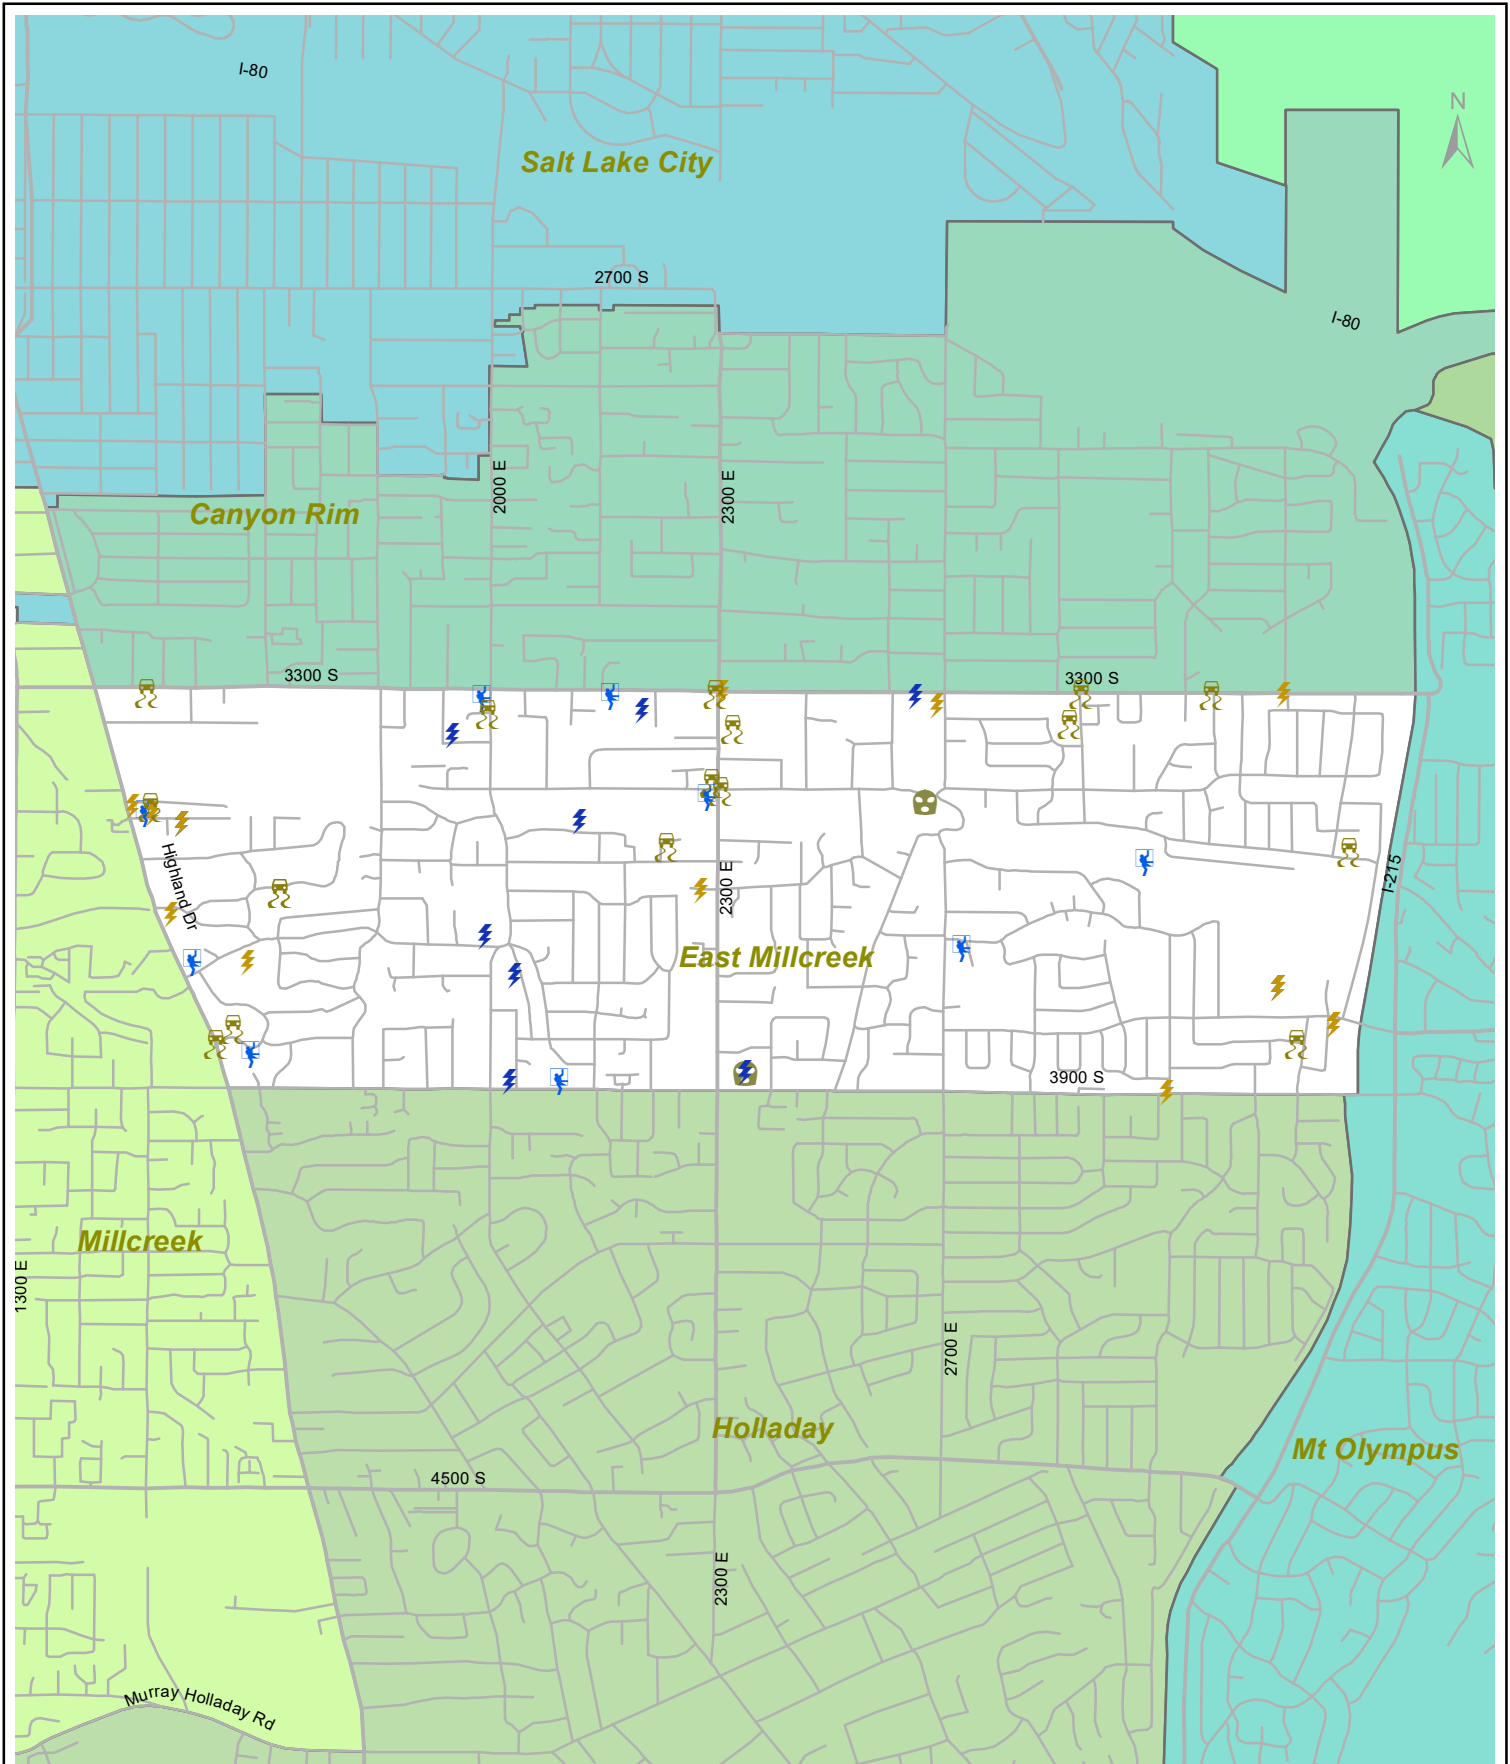 I-80
N
Salt Lake City
2700 S
I-80
2000 E
2300 E
Canyon Rim
3300 S
3300 S
Highland Dr
2300 E
I-215
East Millcreek
3900 S
Millcreek
1300 E
2700 E
Holladay
Mt Olympus
4500 S
2300 E
Murray Holladay Rd